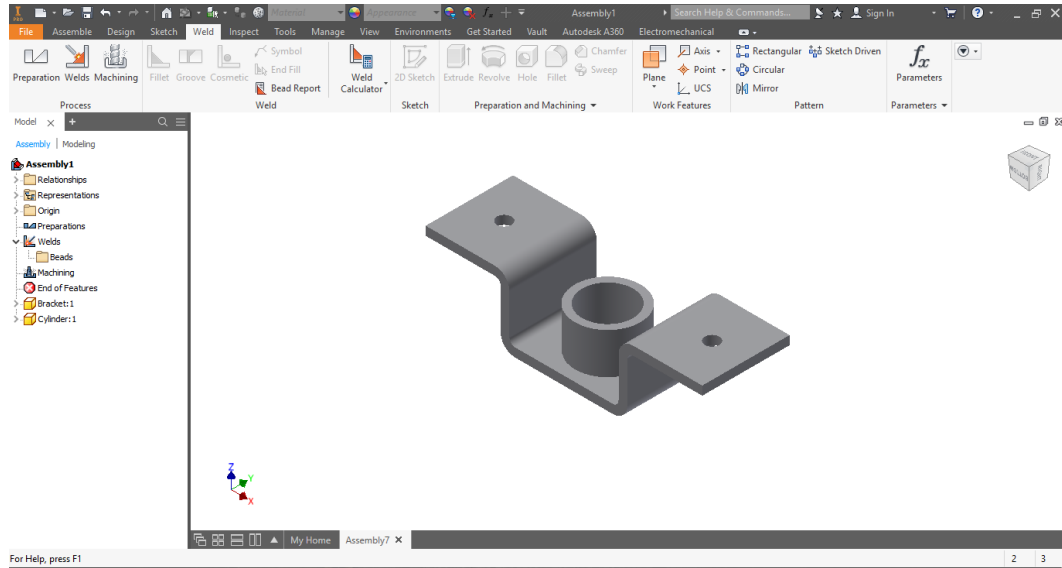 PRO Material Appearance Assembly1 Search Help & Commands... Sign In
File Assemble Design Sketch Weld Inspect Tools Manage View Environments Get Started Vault Autodesk A360 Electromechanical
Preparation Welds Machining
Process
Fillet Groove Cosmetic
Symbol
End Fill
Bead Report
Weld Calculator
Weld
2D Sketch
Sketch
Extrude Revolve Hole Fillet
Chamfer
Sweep
Preparation and Machining
Plane
Axis
Point
UCS
Work Features
Rectangular Sketch Driven
Circular
Mirror
Pattern
fx
Parameters
Parameters
Model
Assembly | Modeling
Assembly1
Relationships
Representations
Origin
Preparations
Welds
Beads
Machining
End of Features
Bracket:1
Cylinder:1
Z
Y
X
My Home Assembly7
For Help, press F1 2 3